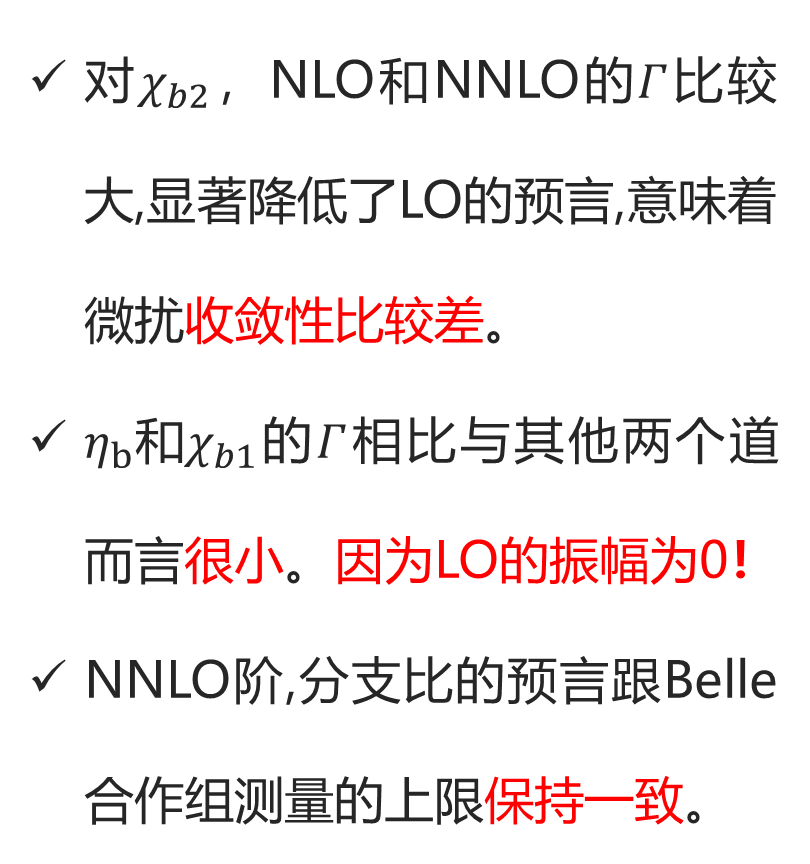 ✓ 对χb2，NLO和NNLO的Γ比较
大,显著降低了LO的预言,意味着
微扰收敛性比较差。
✓ ηb和χb1的Γ相比与其他两个道
而言很小。因为LO的振幅为0！
✓ NNLO阶,分支比的预言跟Belle
合作组测量的上限保持一致。